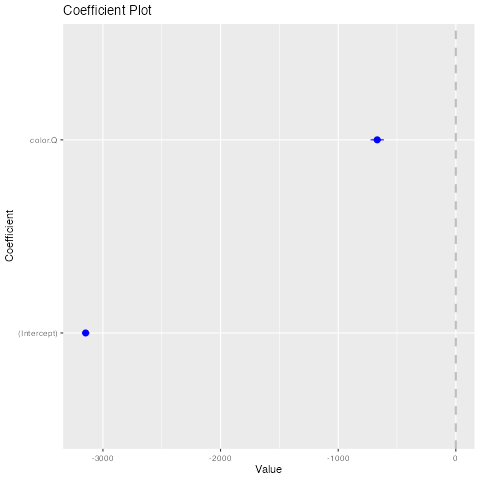 Coefficient Plot
Coefficient
color.Q
(Intercept)
-3000
-2000
-1000
0
Value